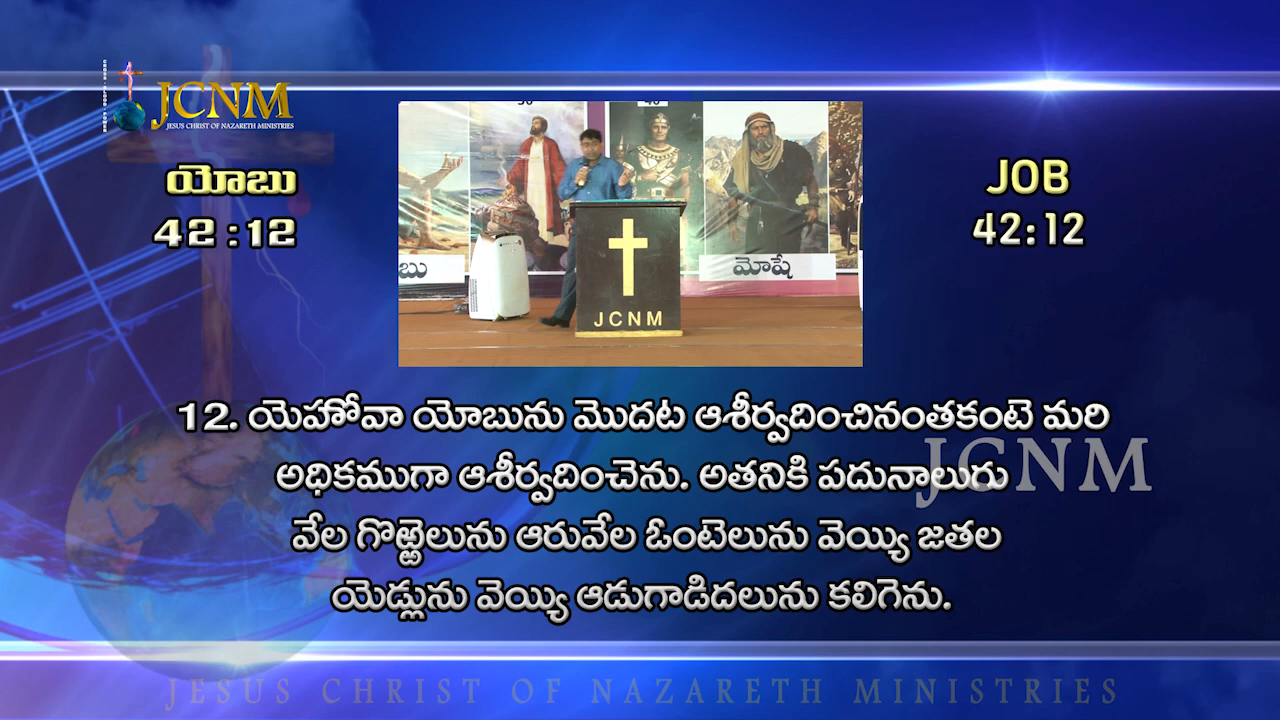 JCNM
JESUS CHRIST OF NAZARETH MINISTRIES
యోబు
42:12
JOB
42:12
బు
మోషే
JCNM
12. యెహోవా యోబును మొదట ఆశీర్వదించినంతకంటె మరి
అధికముగా ఆశీర్వదించెను. అతనికి పదునాలురు
వేల గొఱ్ఱెలును ఆరువేల ఓంటెలును వెయ్యి జతల
యెడ్లును వెయ్యి ఆడుగాడిదలును కలిగెను.
JCNM
JESUS CHRIST OF NAZARETH MINISTRIES